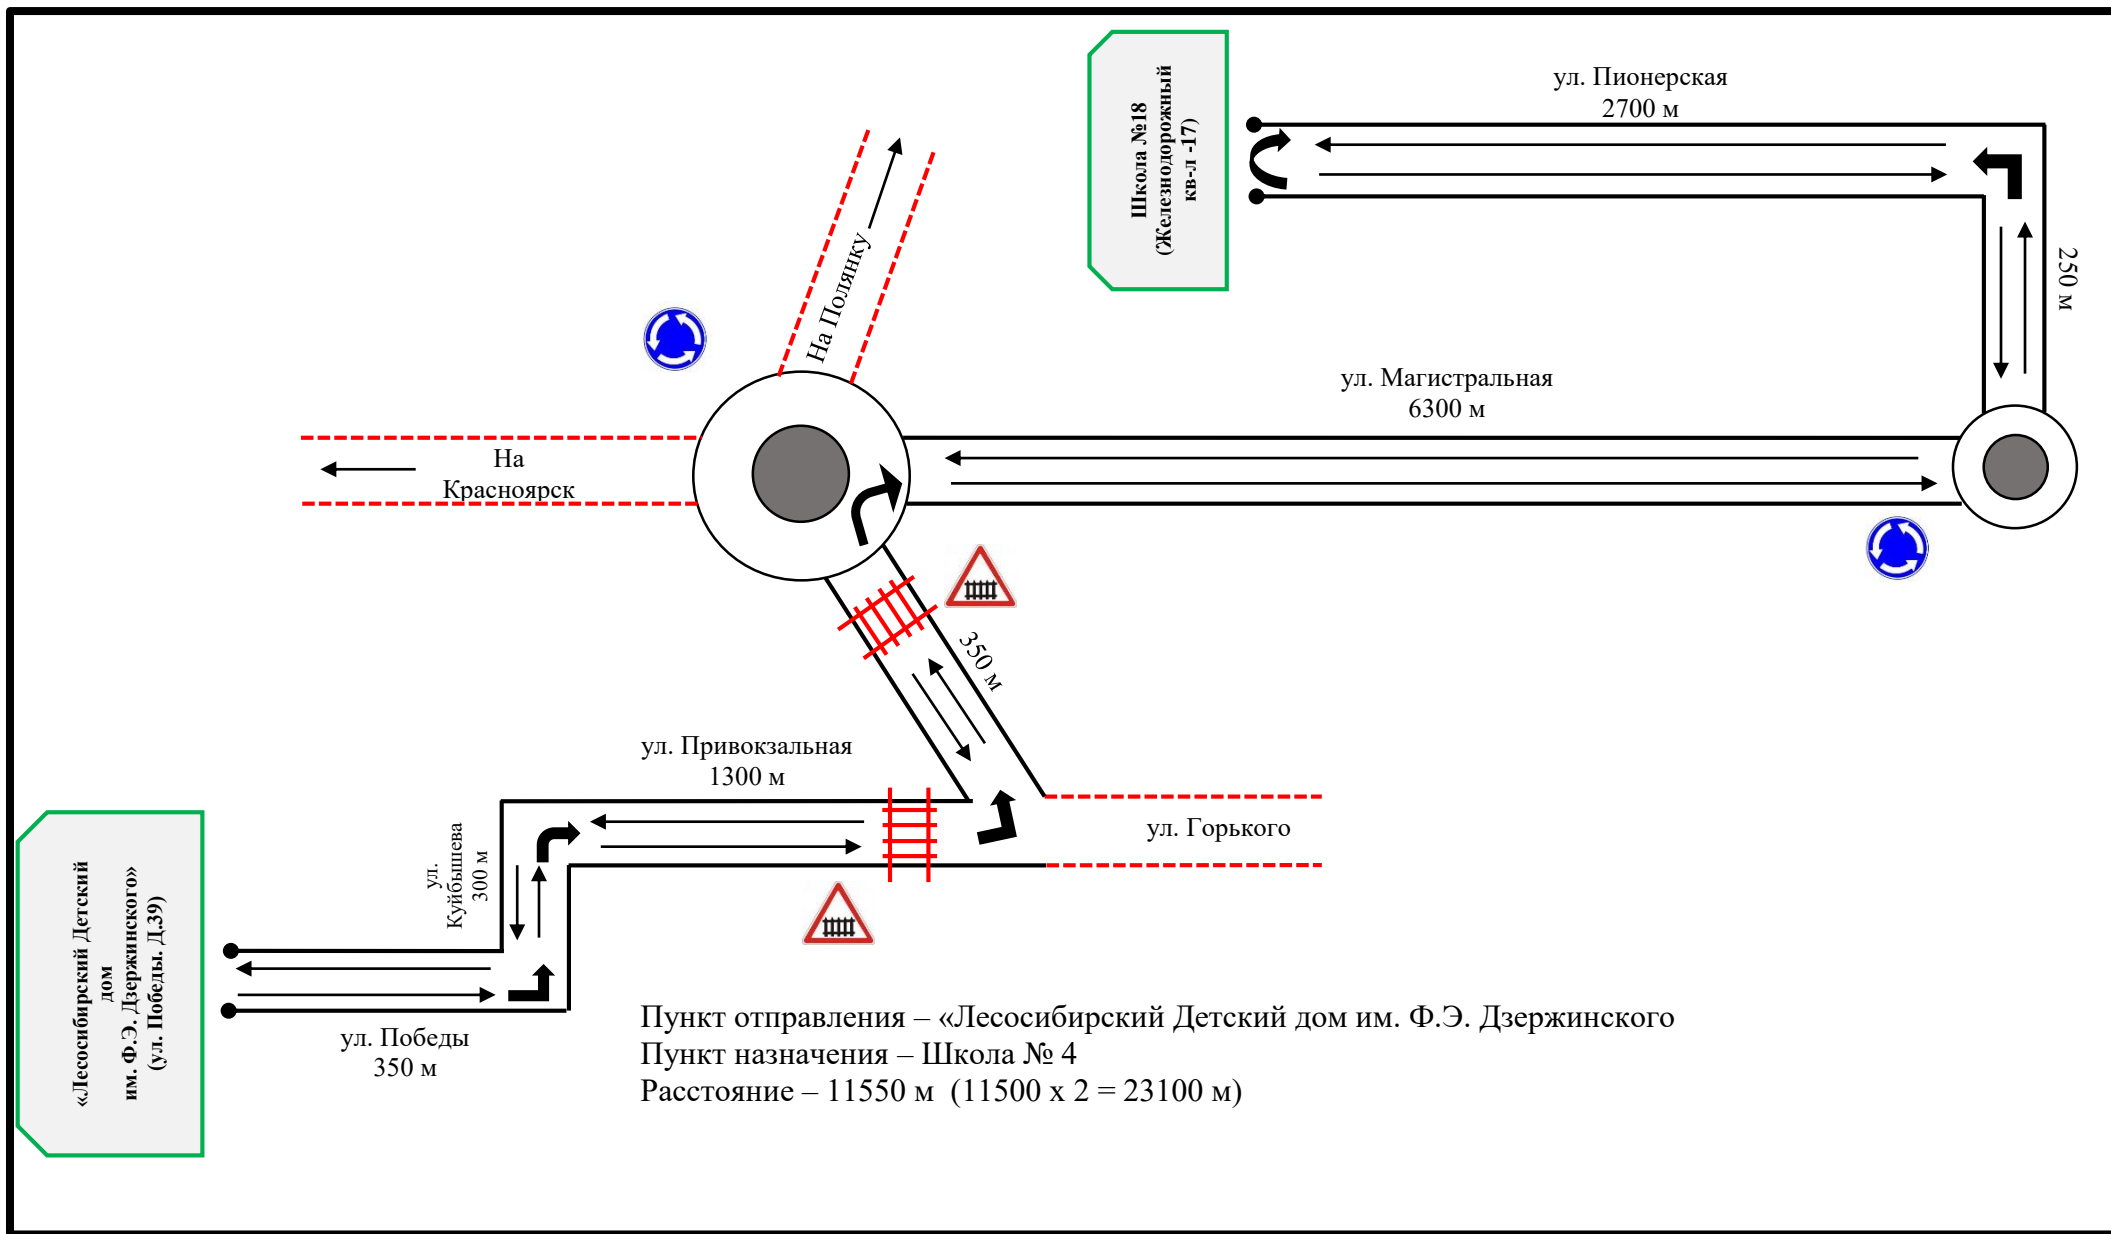 Школа №18
(Железнодорожный
кв-л -17)
ул. Пионерская
2700 м
250 м
На Полянку
ул. Магистральная
6300 м
На
Красноярск
350 м
ул. Привокзальная
1300 м
ул. Горького
ул.
Куйбышева
300 м
«Лесосибирский Детский
дом
им. Ф.Э. Дзержинского»
(ул. Победы. Д.39)
ул. Победы
350 м
Пункт отправления – «Лесосибирский Детский дом им. Ф.Э. Дзержинского
Пункт назначения – Школа № 4
Расстояние – 11550 м (11500 х 2 = 23100 м)